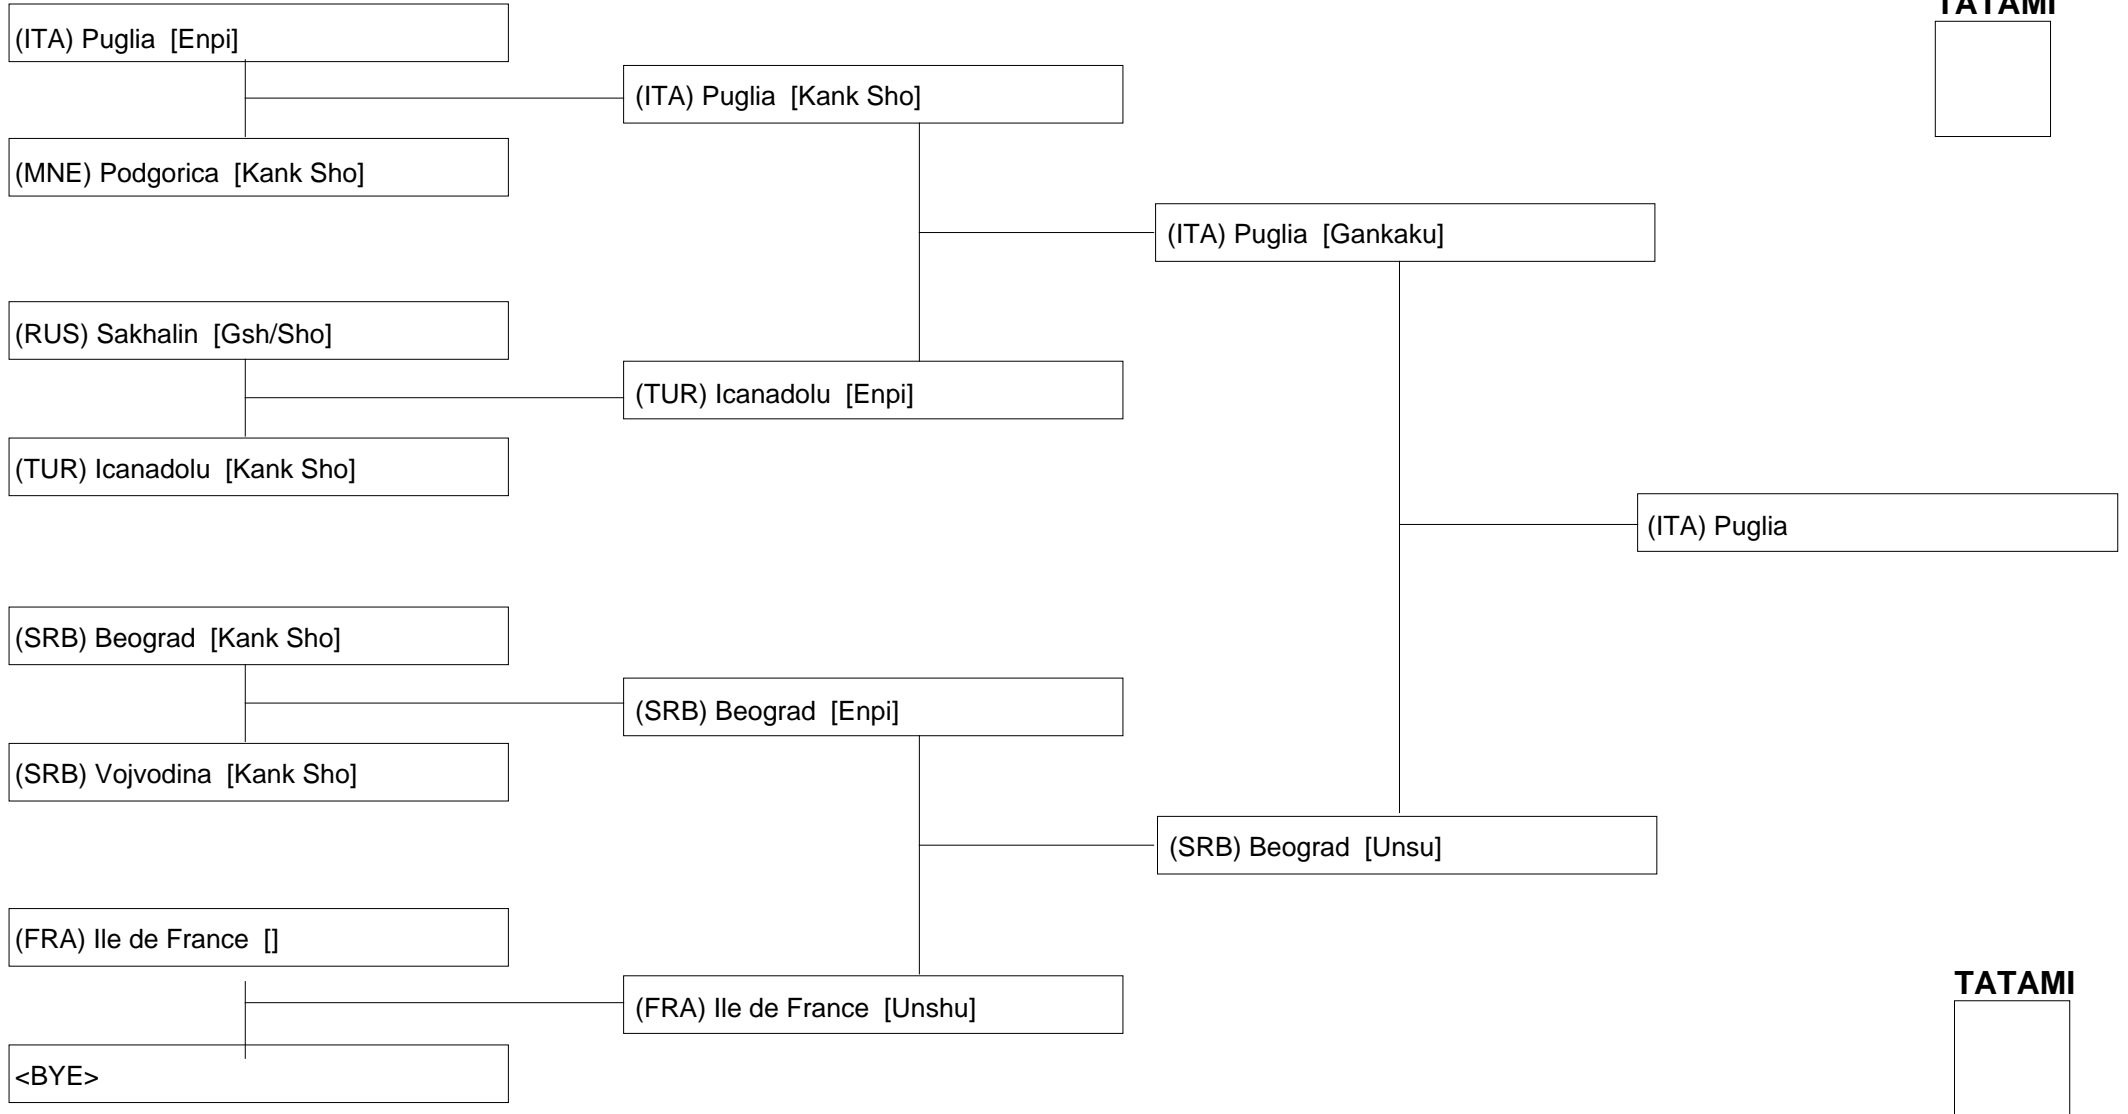 TATAMI
(ITA) Puglia [Enpi]
(ITA) Puglia [Kank Sho]
(MNE) Podgorica [Kank Sho]
(ITA) Puglia [Gankaku]
(RUS) Sakhalin [Gsh/Sho]
(TUR) Icanadolu [Enpi]
(TUR) Icanadolu [Kank Sho]
(ITA) Puglia
(SRB) Beograd [Kank Sho]
(SRB) Beograd [Enpi]
(SRB) Vojvodina [Kank Sho]
(SRB) Beograd [Unsu]
(FRA) Ile de France []
TATAMI
(FRA) Ile de France [Unshu]
<BYE>